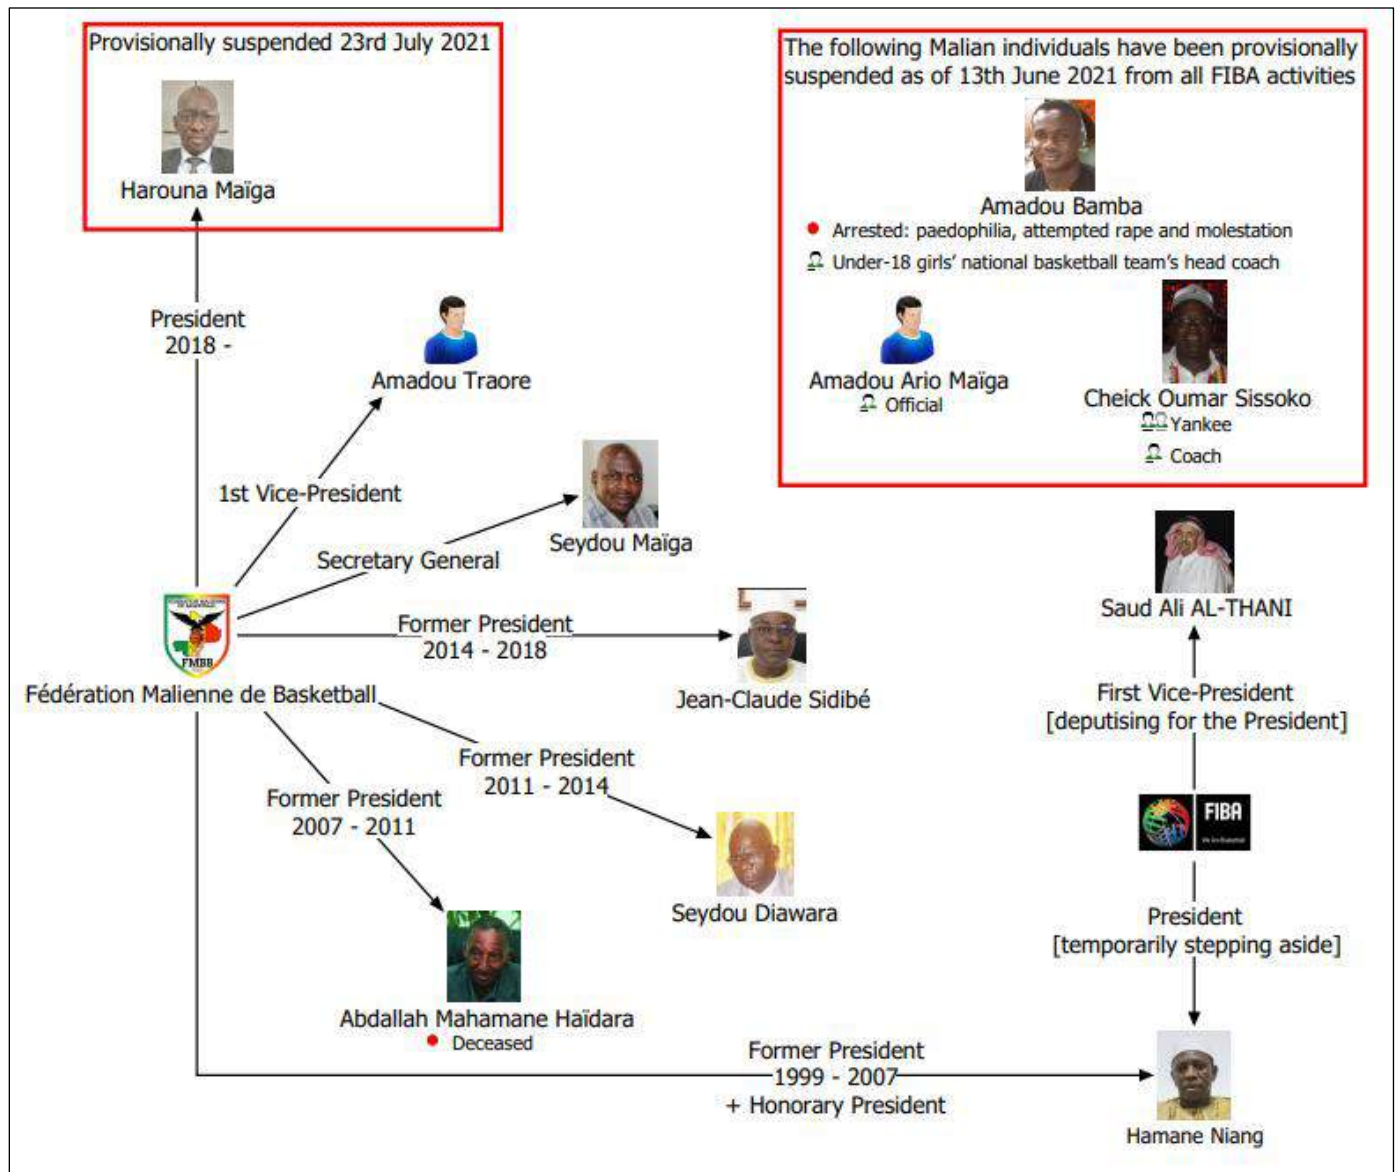 Provisionally suspended 23rd July 2021
Harouna Maïga
The following Malian individuals have been provisionally
suspended as of 13th June 2021 from all FIBA activities
Amadou Bamba
Arrested: paedophilia, attempted rape and molestation
Under-18 girls' national basketball team's head coach
Amadou Ario Maïga
Official
Cheick Oumar Sissoko
Yankee
Coach
President
2018 -
Amadou Traore
1st Vice-President
Seydou Maïga
Secretary General
Former President
2014 - 2018
Jean-Claude Sidibé
FMBB
Fédération Malienne de Basketball
Former President
2011 - 2014
Seydou Diawara
Former President
2007 - 2011
Abdallah Mahamane Haïdara
Deceased
Former President
1999 - 2007
+ Honorary President
Saud Ali AL-THANI
First Vice-President
[deputising for the President]
FIBA
We Are Basketball
President
[temporarily stepping aside]
Hamane Niang